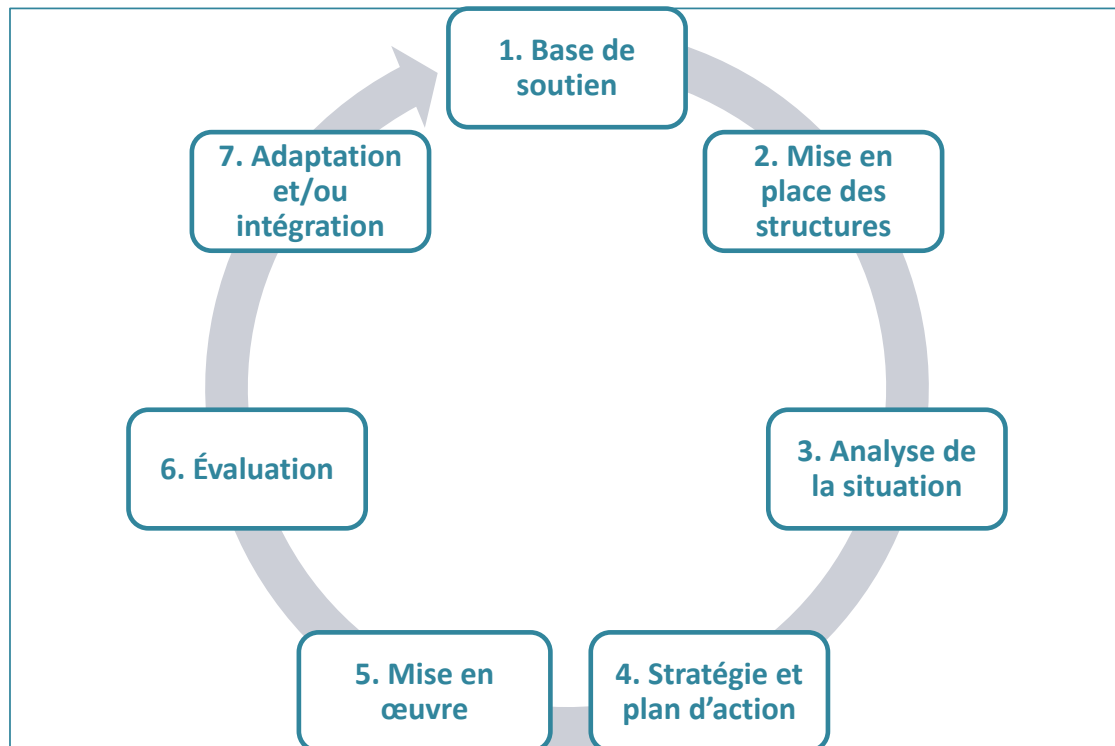 1. Base de
soutien
2. Mise en
place des
structures
3. Analyse de
la situation
4. Stratégie et
plan d’action
5. Mise en
œuvre
6. Évaluation
7. Adaptation
et/ou
intégration